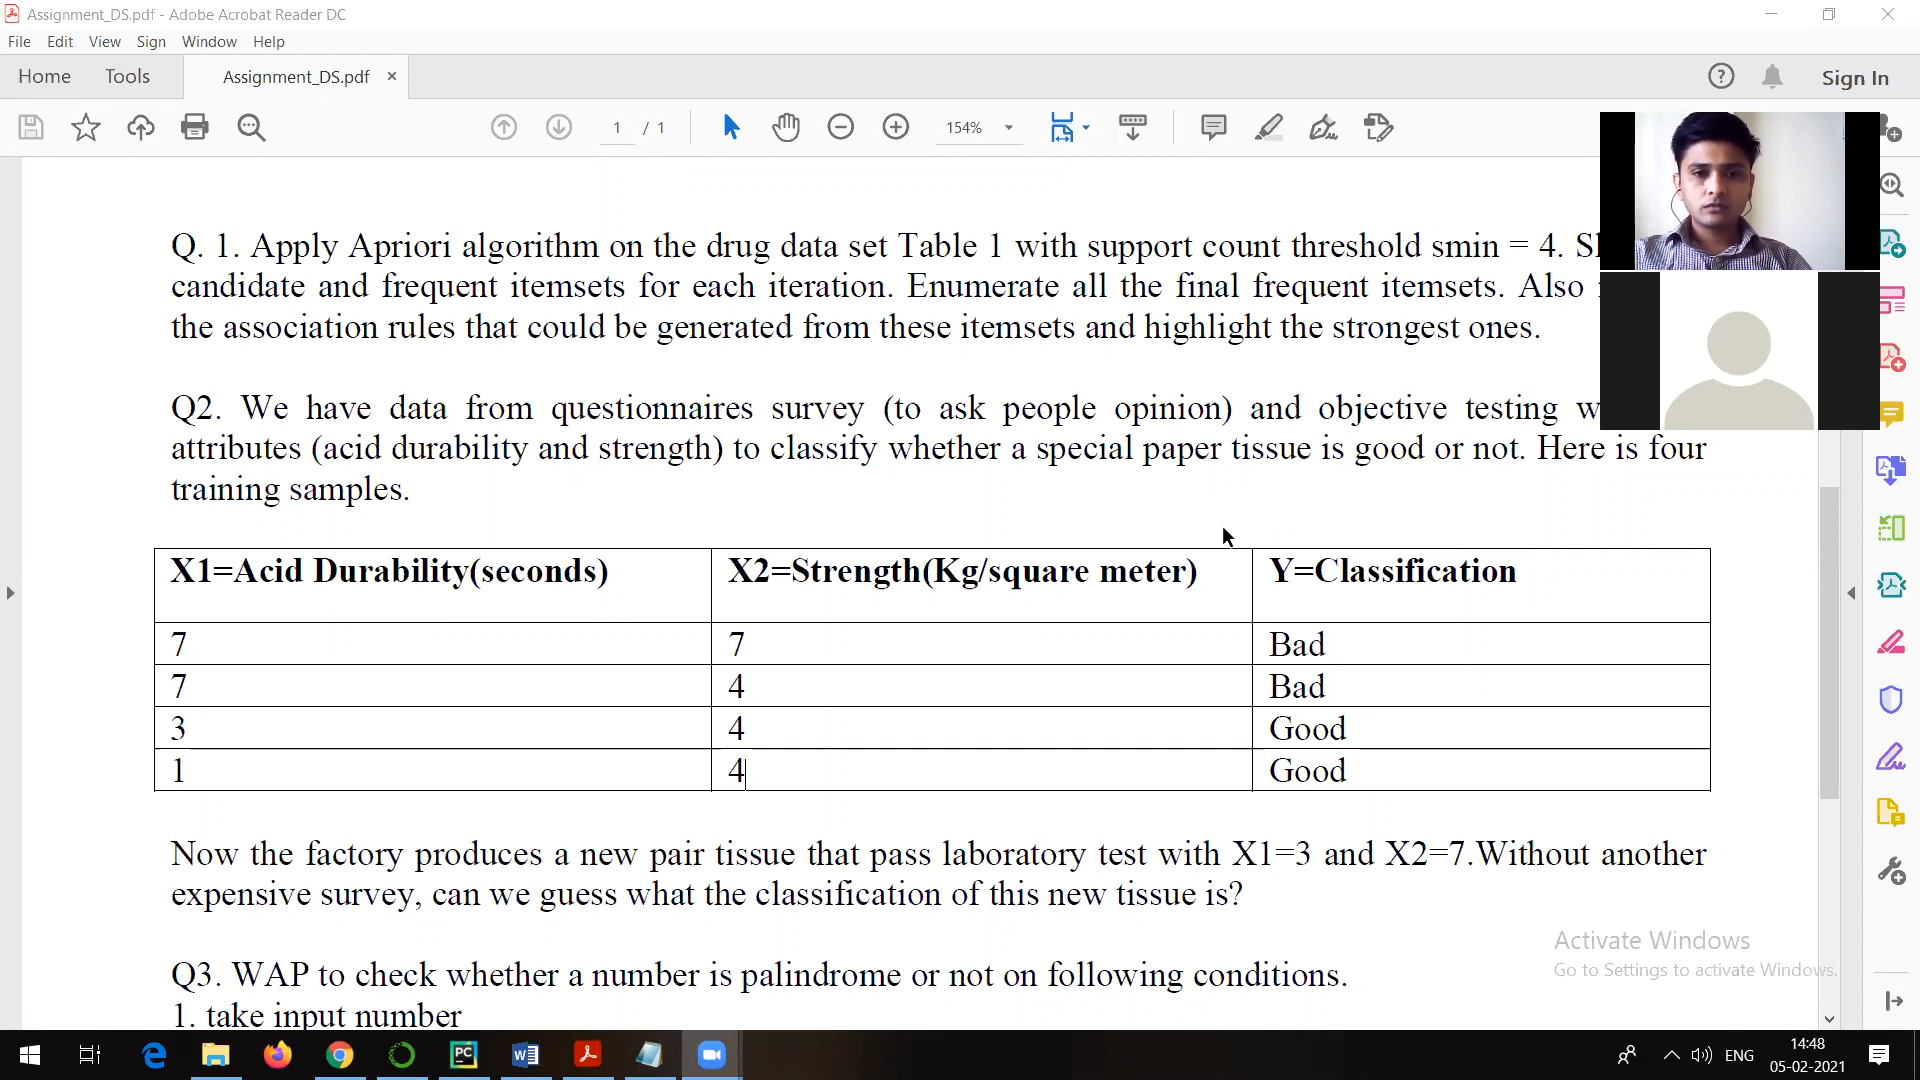 Assignment_DS.pdf - Adobe Acrobat Reader DC
File Edit View Sign Window Help
Home Tools Assignment_DS.pdf × Sign In
1 / 1 154%
Q. 1. Apply Apriori algorithm on the drug data set Table 1 with support count threshold smin = 4.
candidate and frequent itemsets for each iteration. Enumerate all the final frequent itemsets. Also
the association rules that could be generated from these itemsets and highlight the strongest ones.
Q2. We have data from questionnaires survey (to ask people opinion) and objective testing
attributes (acid durability and strength) to classify whether a special paper tissue is good or not. Here is four
training samples.
X1=Acid Durability(seconds) X2=Strength(Kg/square meter) Y=Classification
7 7 Bad
7 4 Bad
3 4 Good
1 4 Good
Now the factory produces a new pair tissue that pass laboratory test with X1=3 and X2=7.Without another
expensive survey, can we guess what the classification of this new tissue is?
Activate Windows
Go to Settings to activate Windows.
Q3. WAP to check whether a number is palindrome or not on following conditions.
1. take input number
ENG
14:48
05-02-2021